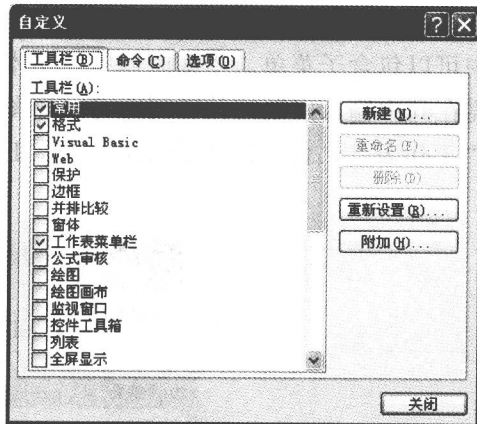 自定义
工具栏(B) 命令(C) 选项(O)
工具栏(A):
常用
格式
Visual Basic
Web
保护
边框
并排比较
窗体
工作表菜单栏
公式审核
绘图
绘图画布
监视窗口
控件工具箱
列表
全屏显示
新建(N)...
重命名(E)...
删除(D)
重新设置(R)...
附加(H)...
关闭